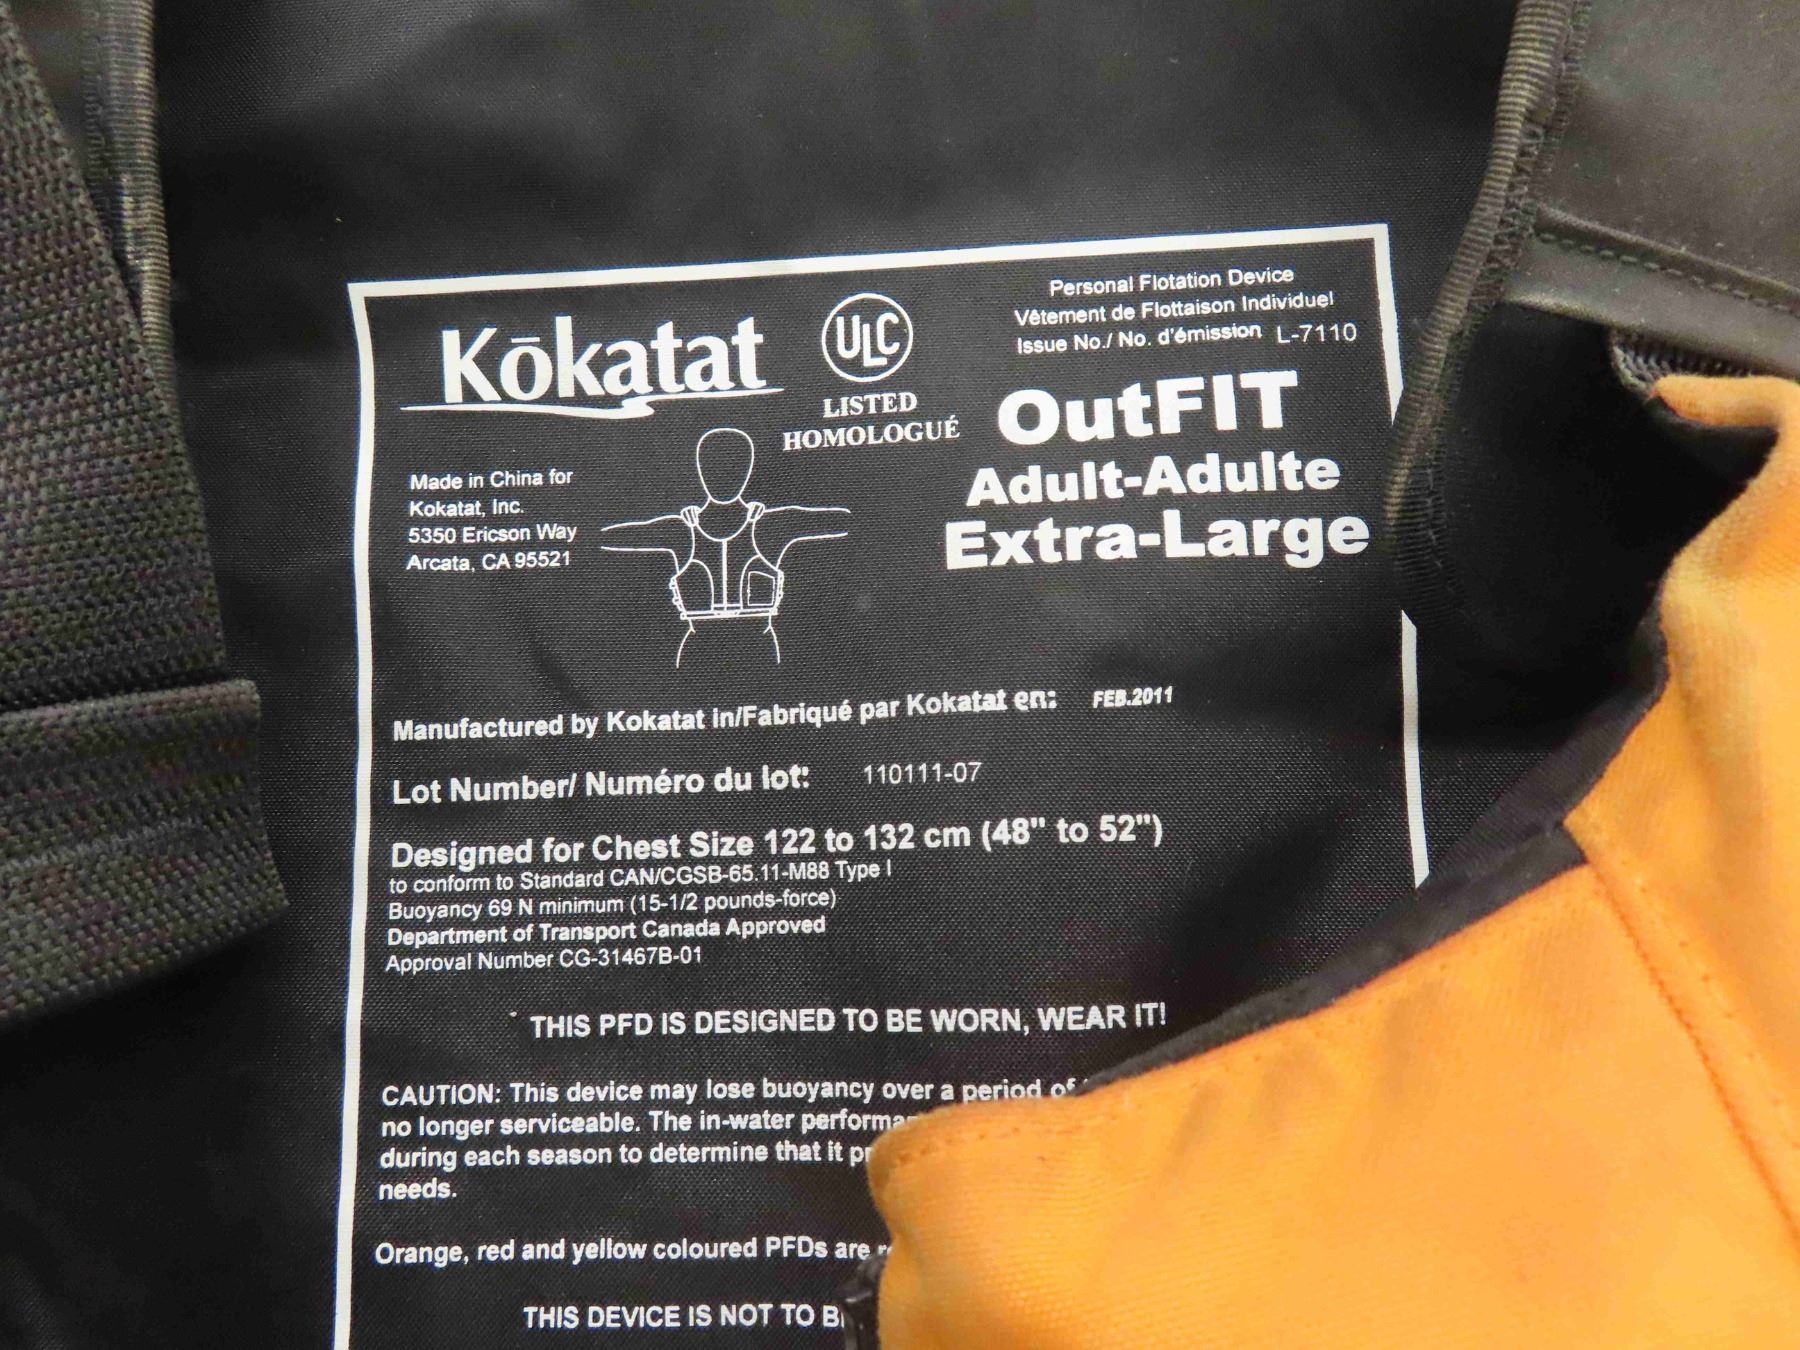 Kōkatat
ULC
LISTED
HOMOLOGUÉ
Personal Flotation Device
Vêtement de Flottaison Individuel
Issue No./ No. d'émission L-7110
OutFIT
Adult-Adulte
Extra-Large
Made in China for
Kokatat, Inc.
5350 Ericson Way
Arcata, CA 95521
Manufactured by Kokatat in/Fabriqué par Kokatat en: FEB.2011
Lot Number/ Numéro du lot: 110111-07
Designed for Chest Size 122 to 132 cm (48" to 52")
to conform to Standard CAN/CGSB-65.11-M88 Type I
Buoyancy 69 N minimum (15-1/2 pounds-force)
Department of Transport Canada Approved
Approval Number CG-31467B-01
THIS PFD IS DESIGNED TO BE WORN, WEAR IT!
CAUTION: This device may lose buoyancy over a period of
no longer serviceable. The in-water
during each season to determine that it
needs.
Orange, red and yellow coloured PFDs are
THIS DEVICE IS NOT TO